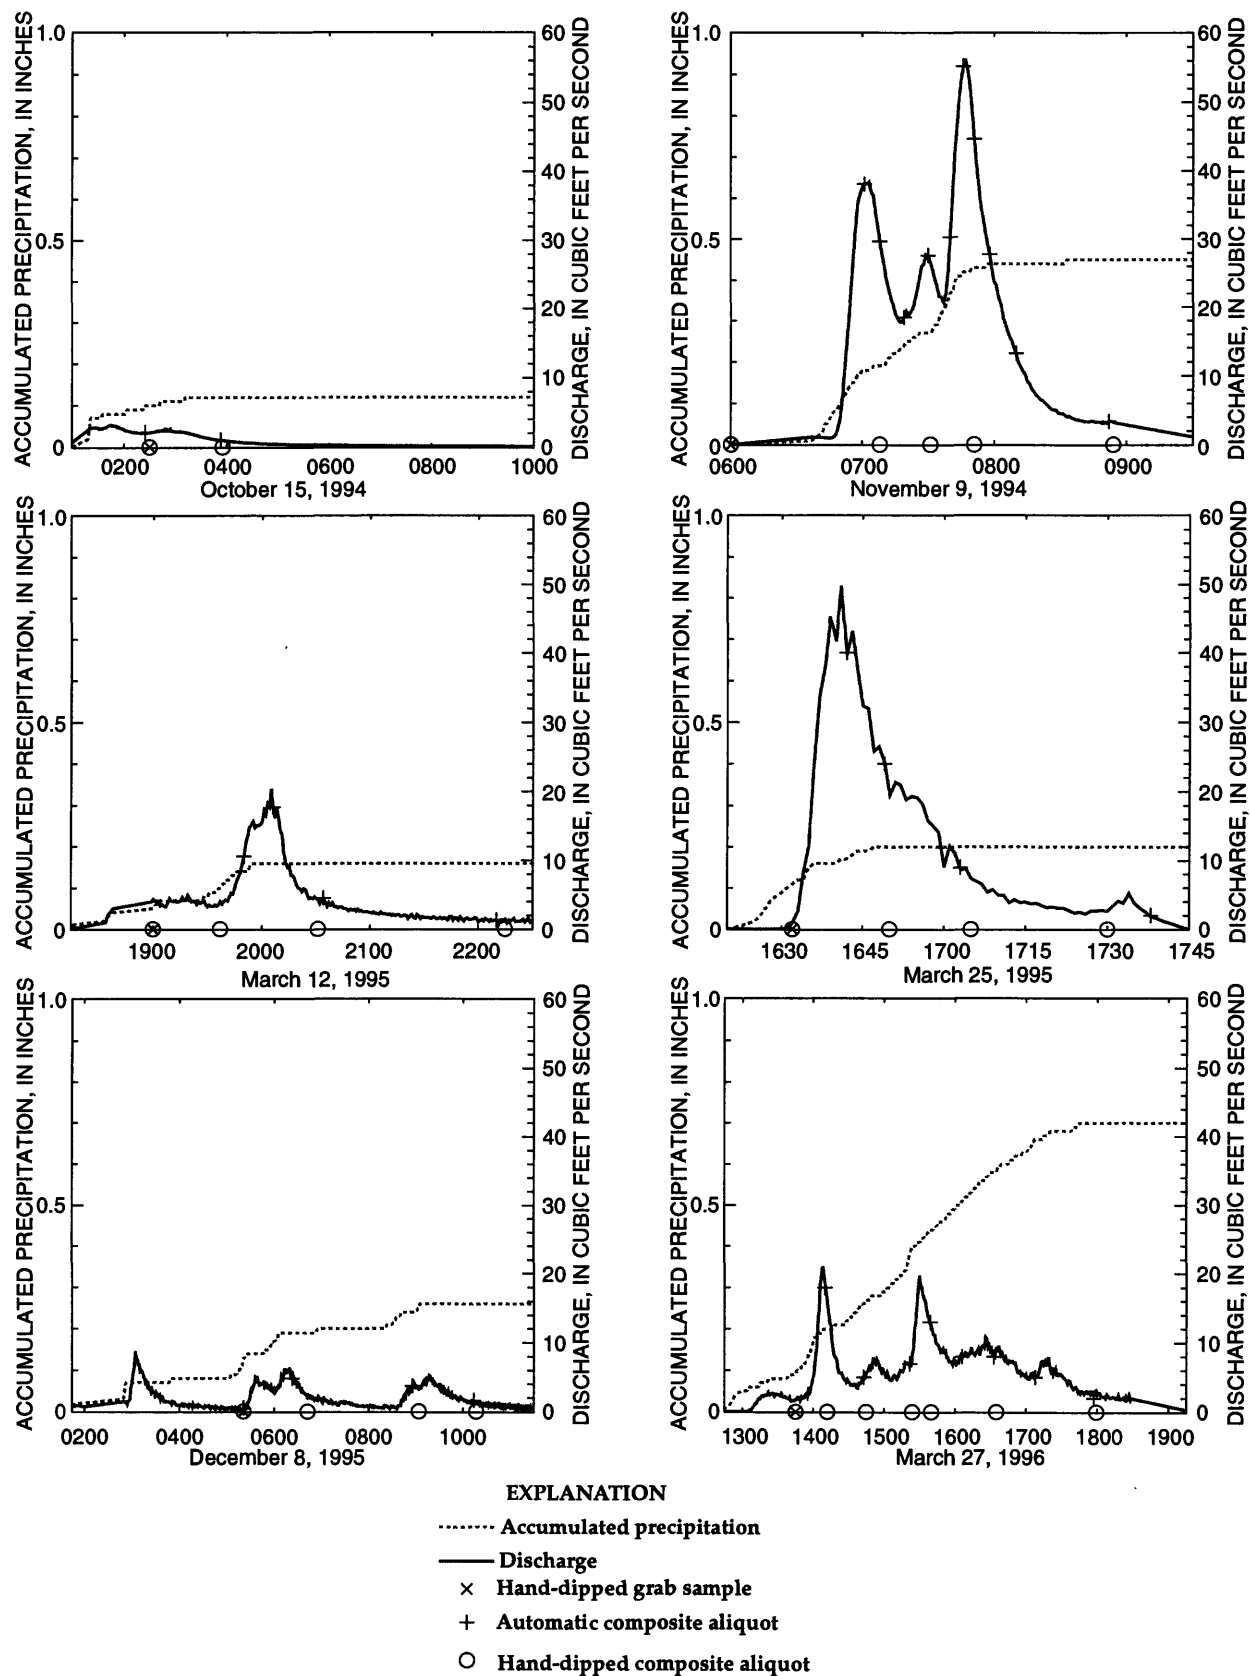 ACCUMULATED PRECIPITATION, IN INCHES
1.0
0.5
0
60
50
40
30
20
10
0
DISCHARGE, IN CUBIC FEET PER SECOND
0200 0400 0600 0800 1000
October 15, 1994
ACCUMULATED PRECIPITATION, IN INCHES
1.0
0.5
0
60
50
40
30
20
10
0
DISCHARGE, IN CUBIC FEET PER SECOND
0600 0700 0800 0900
November 9, 1994
ACCUMULATED PRECIPITATION, IN INCHES
1.0
0.5
0
60
50
40
30
20
10
0
DISCHARGE, IN CUBIC FEET PER SECOND
1900 2000 2100 2200
March 12, 1995
ACCUMULATED PRECIPITATION, IN INCHES
1.0
0.5
0
60
50
40
30
20
10
0
DISCHARGE, IN CUBIC FEET PER SECOND
1630 1645 1700 1715 1730 1745
March 25, 1995
ACCUMULATED PRECIPITATION, IN INCHES
1.0
0.5
0
60
50
40
30
20
10
0
DISCHARGE, IN CUBIC FEET PER SECOND
0200 0400 0600 0800 1000
December 8, 1995
ACCUMULATED PRECIPITATION, IN INCHES
1.0
0.5
0
60
50
40
30
20
10
0
DISCHARGE, IN CUBIC FEET PER SECOND
1300 1400 1500 1600 1700 1800 1900
March 27, 1996
EXPLANATION
Accumulated precipitation
Discharge
Hand-dipped grab sample
Automatic composite aliquot
Hand-dipped composite aliquot